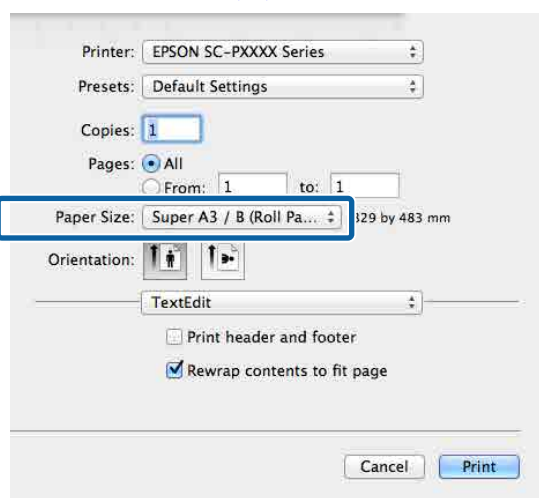 Printer: EPSON SC-PXXXX Series
Presets: Default Settings
Copies: 1
Pages: All
From: 1 to: 1
Paper Size: Super A3 / B (Roll Pa... 329 by 483 mm
Orientation:
TextEdit
Print header and footer
Rewrap contents to fit page
Cancel Print